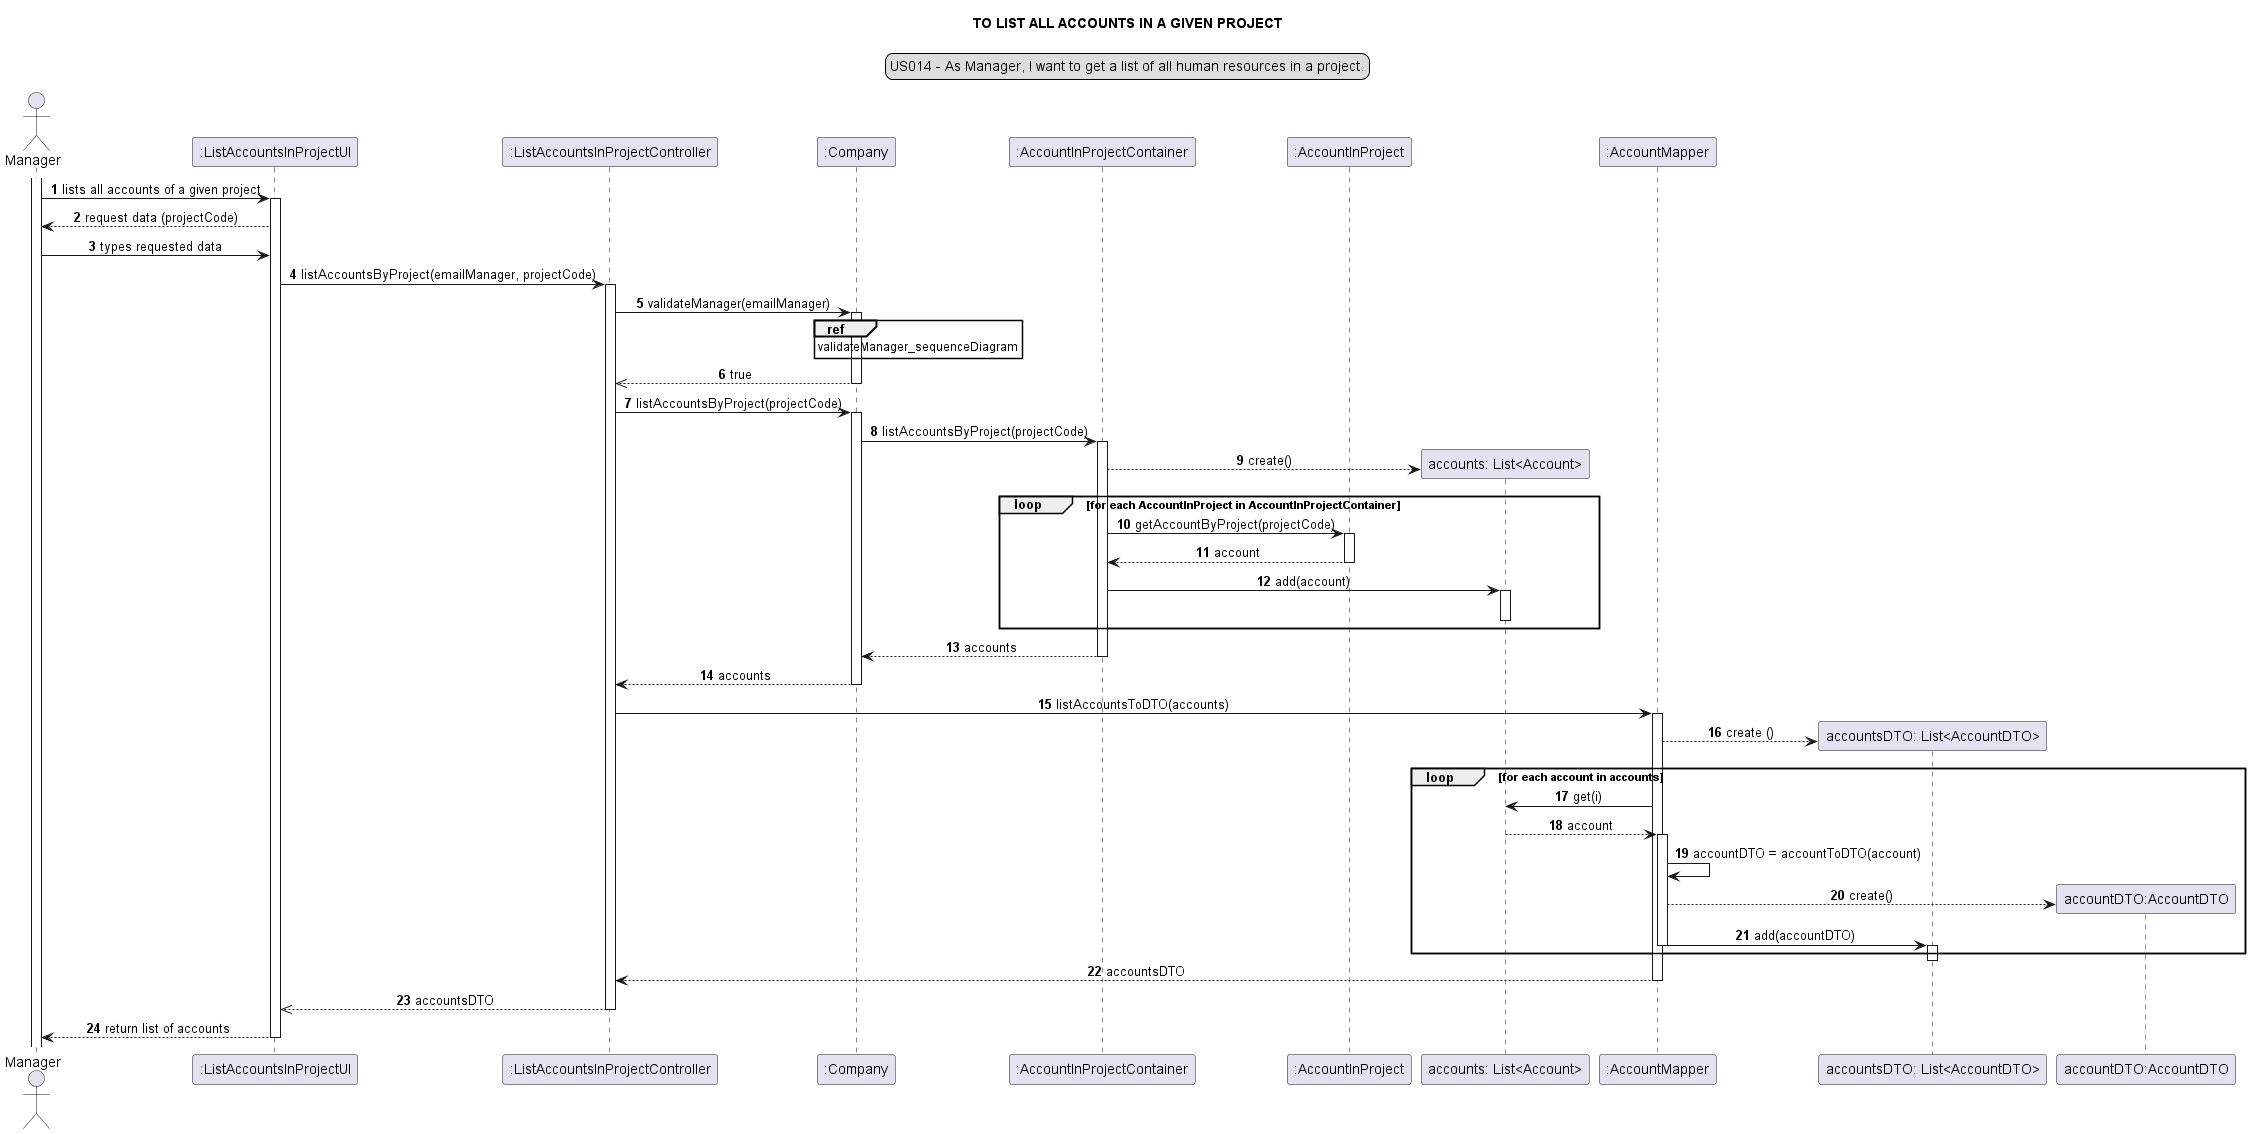 TO LIST ALL ACCOUNTS IN A GIVEN PROJECT
US014 - As Manager, I want to get a list of all human resources in a project.
Manager
:ListAccountsInProjectUI
:ListAccountsInProjectController
:Company
:AccountInProjectContainer
:AccountInProject
:AccountMapper
1 lists all accounts of a given project
2 request data (projectCode)
3 types requested data
4 listAccountsByProject(emailManager, projectCode)
5 validateManager(emailManager)
ref
validateManager_sequenceDiagram
6 true
7 listAccountsByProject(projectCode)
8 listAccountsByProject(projectCode)
9 create()
accounts: List<Account>
loop
[for each AccountInProject in AccountInProjectContainer]
10 getAccountByProject(projectCode)
11 account
12 add(account)
13 accounts
14 accounts
15 listAccountsToDTO(accounts)
16 create ()
accountsDTO: List<AccountDTO>
loop
[for each account in accounts]
17 get(i)
18 account
19 accountDTO = accountToDTO(account)
20 create()
accountDTO:AccountDTO
21 add(accountDTO)
22 accountsDTO
23 accountsDTO
24 return list of accounts
Manager
:ListAccountsInProjectUI
:ListAccountsInProjectController
:Company
:AccountInProjectContainer
:AccountInProject
accounts: List<Account>
:AccountMapper
accountsDTO: List<AccountDTO>
accountDTO:AccountDTO